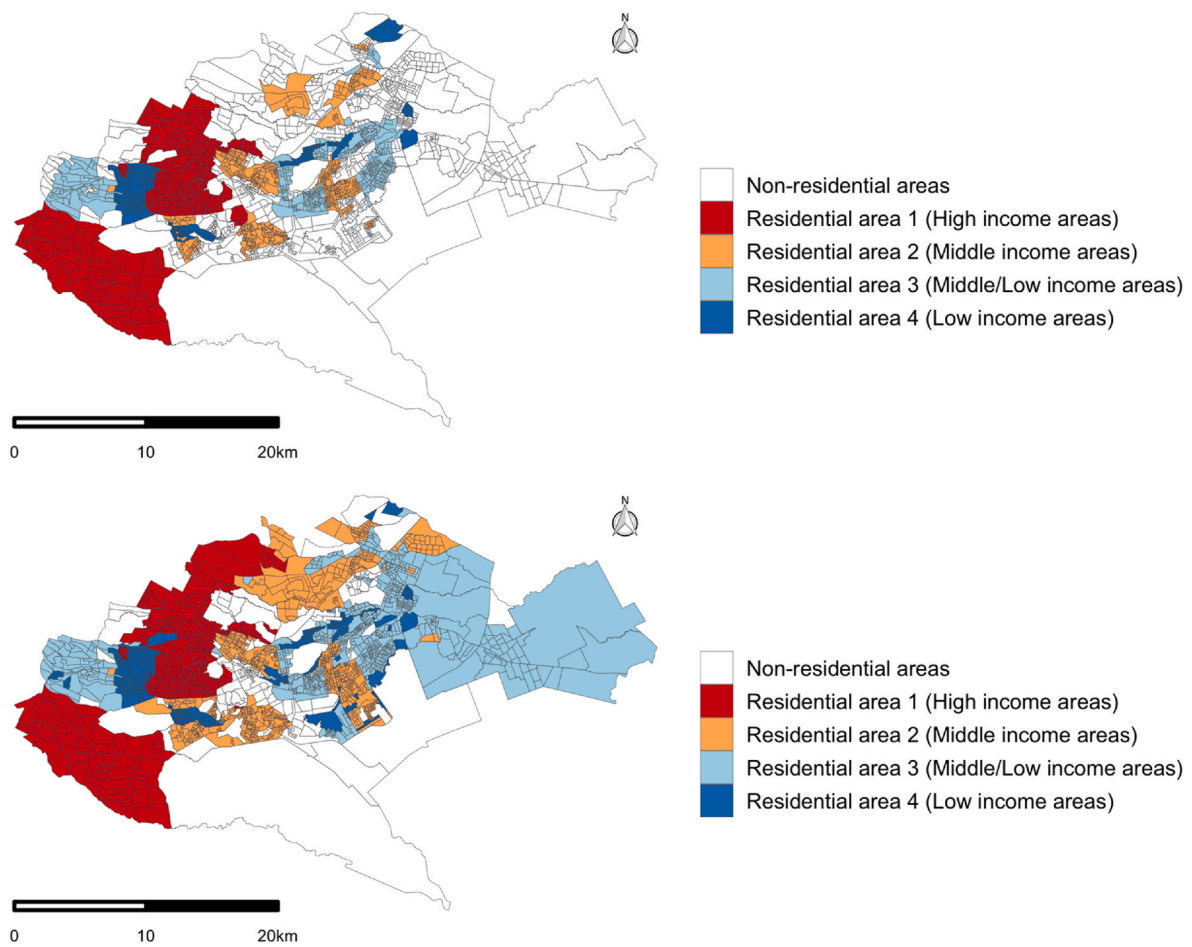 N
Non-residential areas
Residential area 1 (High income areas)
Residential area 2 (Middle income areas)
Residential area 3 (Middle/Low income areas)
Residential area 4 (Low income areas)
0 10 20km
N
Non-residential areas
Residential area 1 (High income areas)
Residential area 2 (Middle income areas)
Residential area 3 (Middle/Low income areas)
Residential area 4 (Low income areas)
0 10 20km